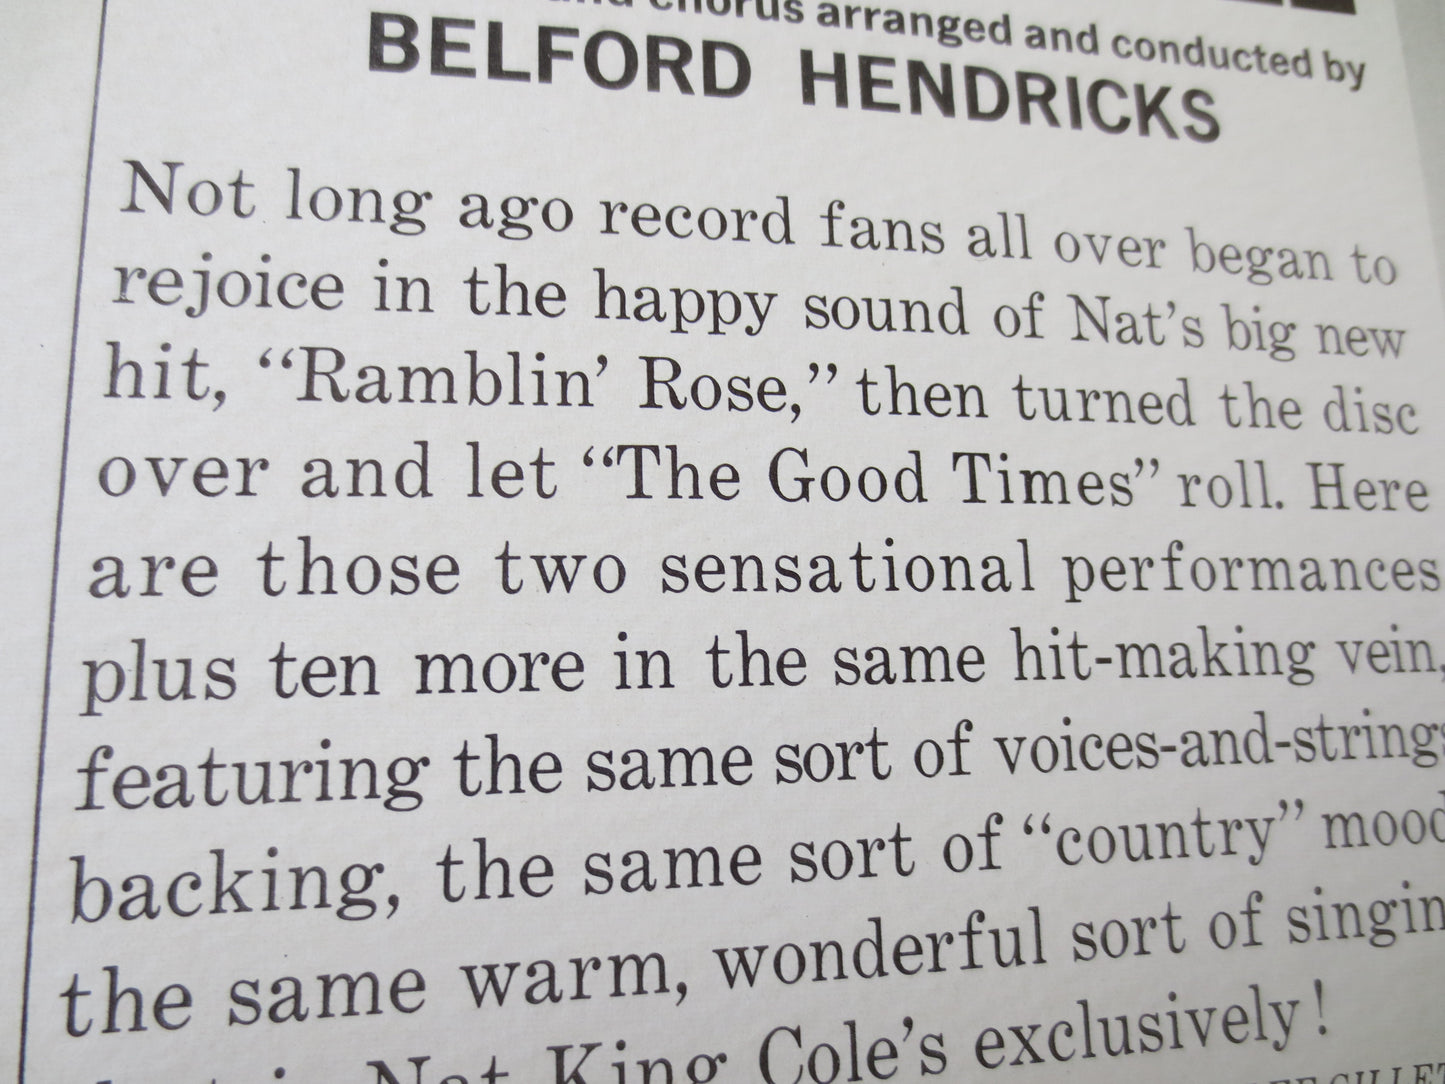 chorus arranged and conducted by
BELFORD HENDRICKS
Not long ago record fans all over began to
rejoice in the happy sound of Nat’s big new
hit, “Ramblin’ Rose,” then turned the disc
over and let “The Good Times” roll. Here
are those two sensational performances
plus ten more in the same hit-making vein,
featuring the same sort of voices-and-strings
backing, the same sort of “country” mood
the same warm, wonderful sort of singin
Nat King Cole’s exclusively!